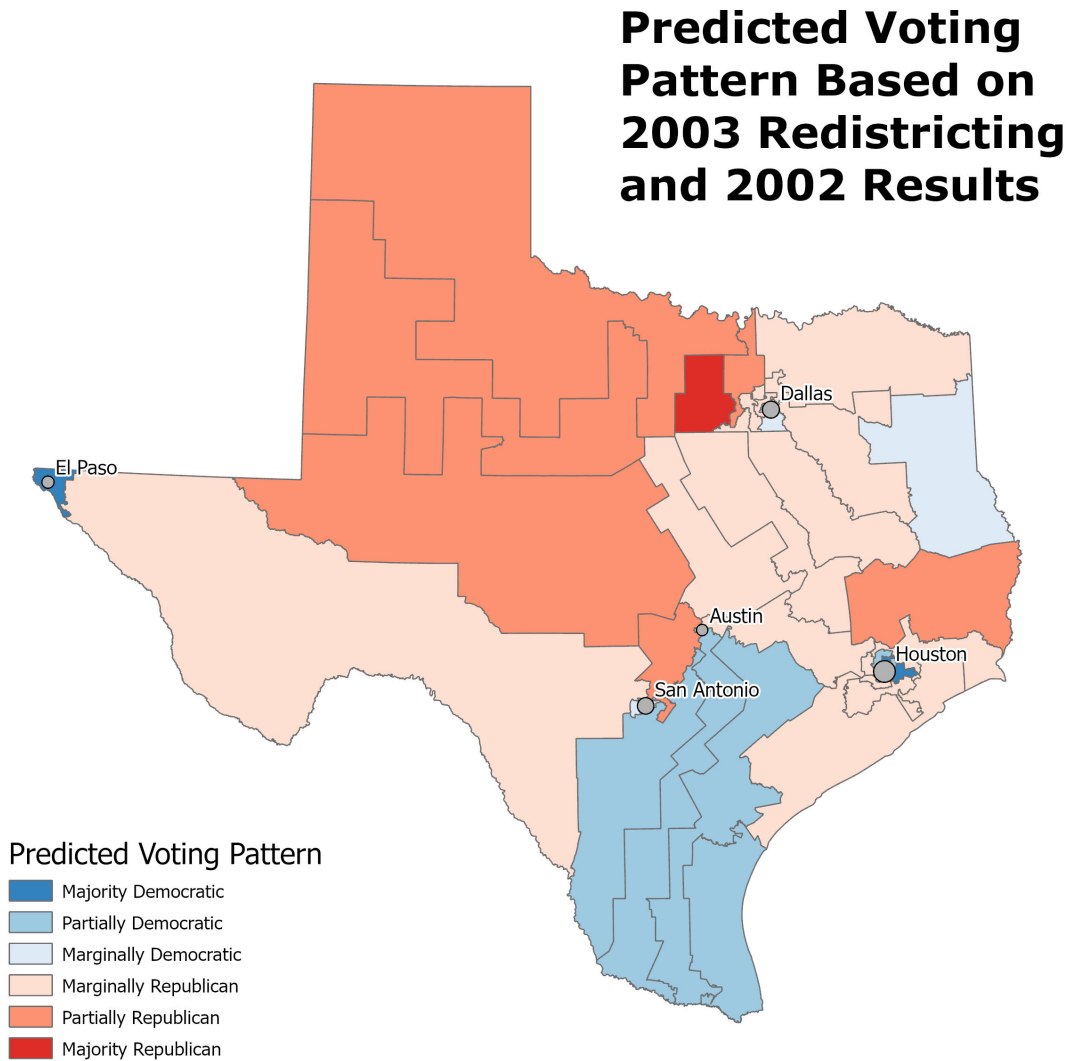 Predicted Voting
Pattern Based on
2003 Redistricting
and 2002 Results
Dallas
El Paso
Austin
Houston
San Antonio
Predicted Voting Pattern
Majority Democratic
Partially Democratic
Marginally Democratic
Marginally Republican
Partially Republican
Majority Republican